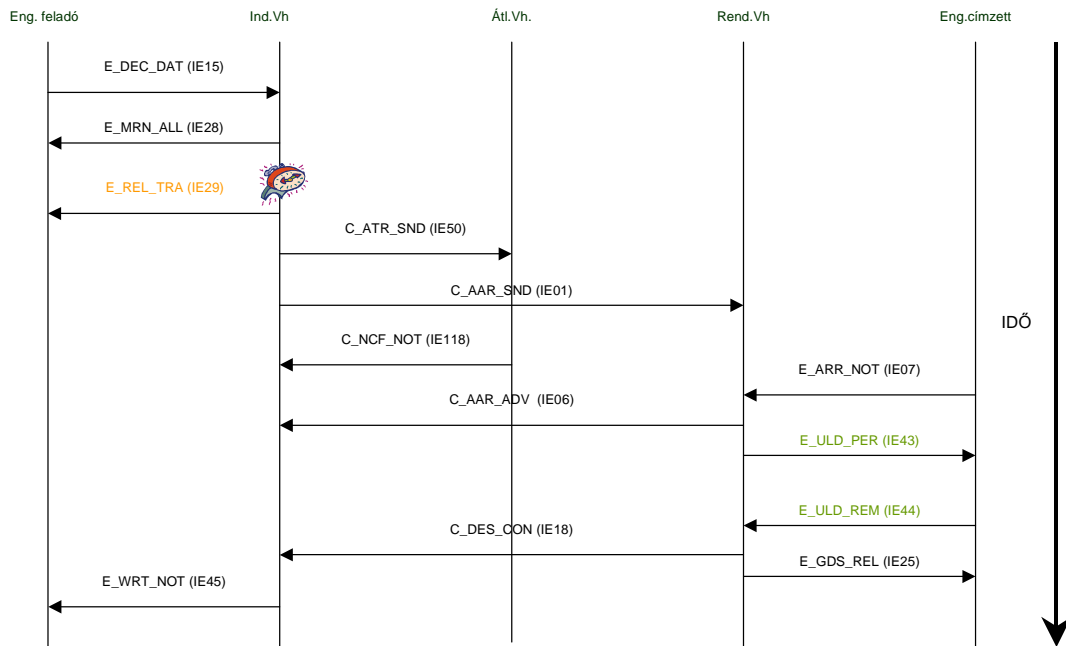 Eng. feladó
Ind.Vh
Átl.Vh.
Rend.Vh
Eng.címzett
E_DEC_DAT (IE15)
E_MRN_ALL (IE28)
E_REL_TRA (IE29)
C_ATR_SND (IE50)
C_AAR_SND (IE01)
IDŐ
C_NCF_NOT (IE118)
E_ARR_NOT (IE07)
C_AAR_ADV (IE06)
E_ULD_PER (IE43)
E_ULD_REM (IE44)
C_DES_CON (IE18)
E_GDS_REL (IE25)
E_WRT_NOT (IE45)